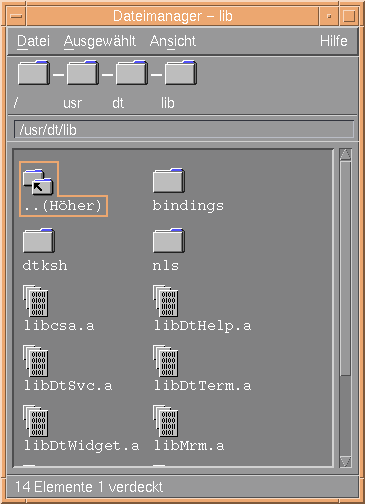 Dateimanager – lib
Datei Ausgewählt Ansicht Hilfe
/ usr dt lib
/usr/dt/lib
..(Höher) bindings
dtksh nls
libcsa.a libDtHelp.a
libDtSvc.a libDtTerm.a
libDtWidget.a libMrm.a
14 Elemente 1 verdeckt